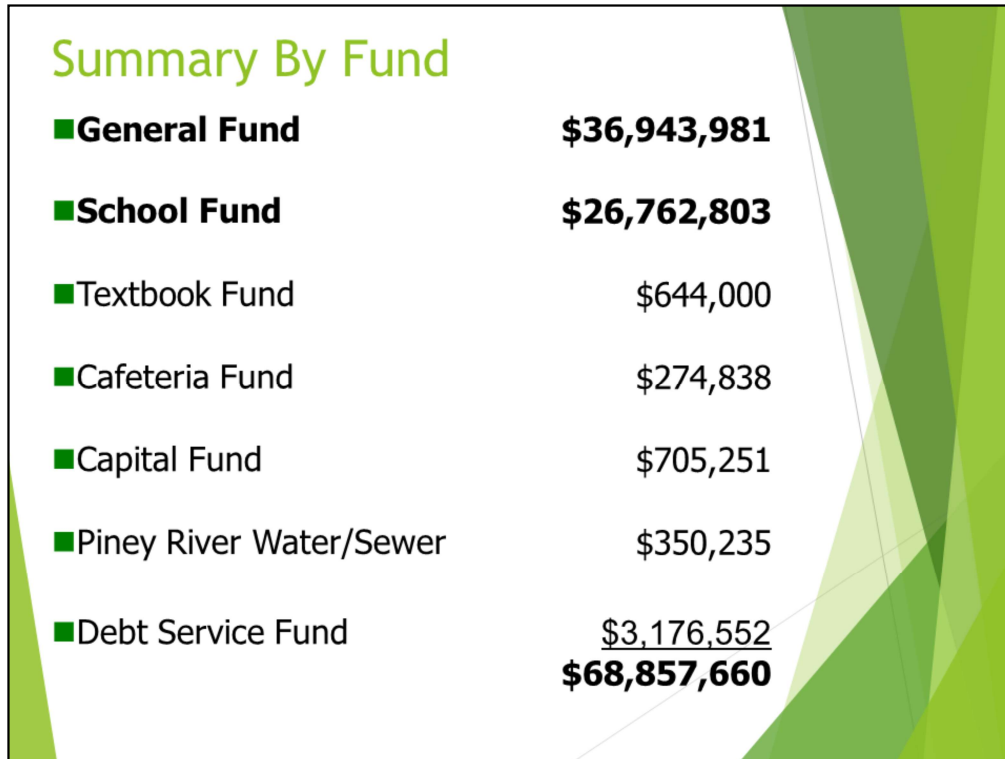 Summary By Fund
General Fund $36,943,981
School Fund $26,762,803
Textbook Fund $644,000
Cafeteria Fund $274,838
Capital Fund $705,251
Piney River Water/Sewer $350,235
Debt Service Fund $3,176,552
$68,857,660